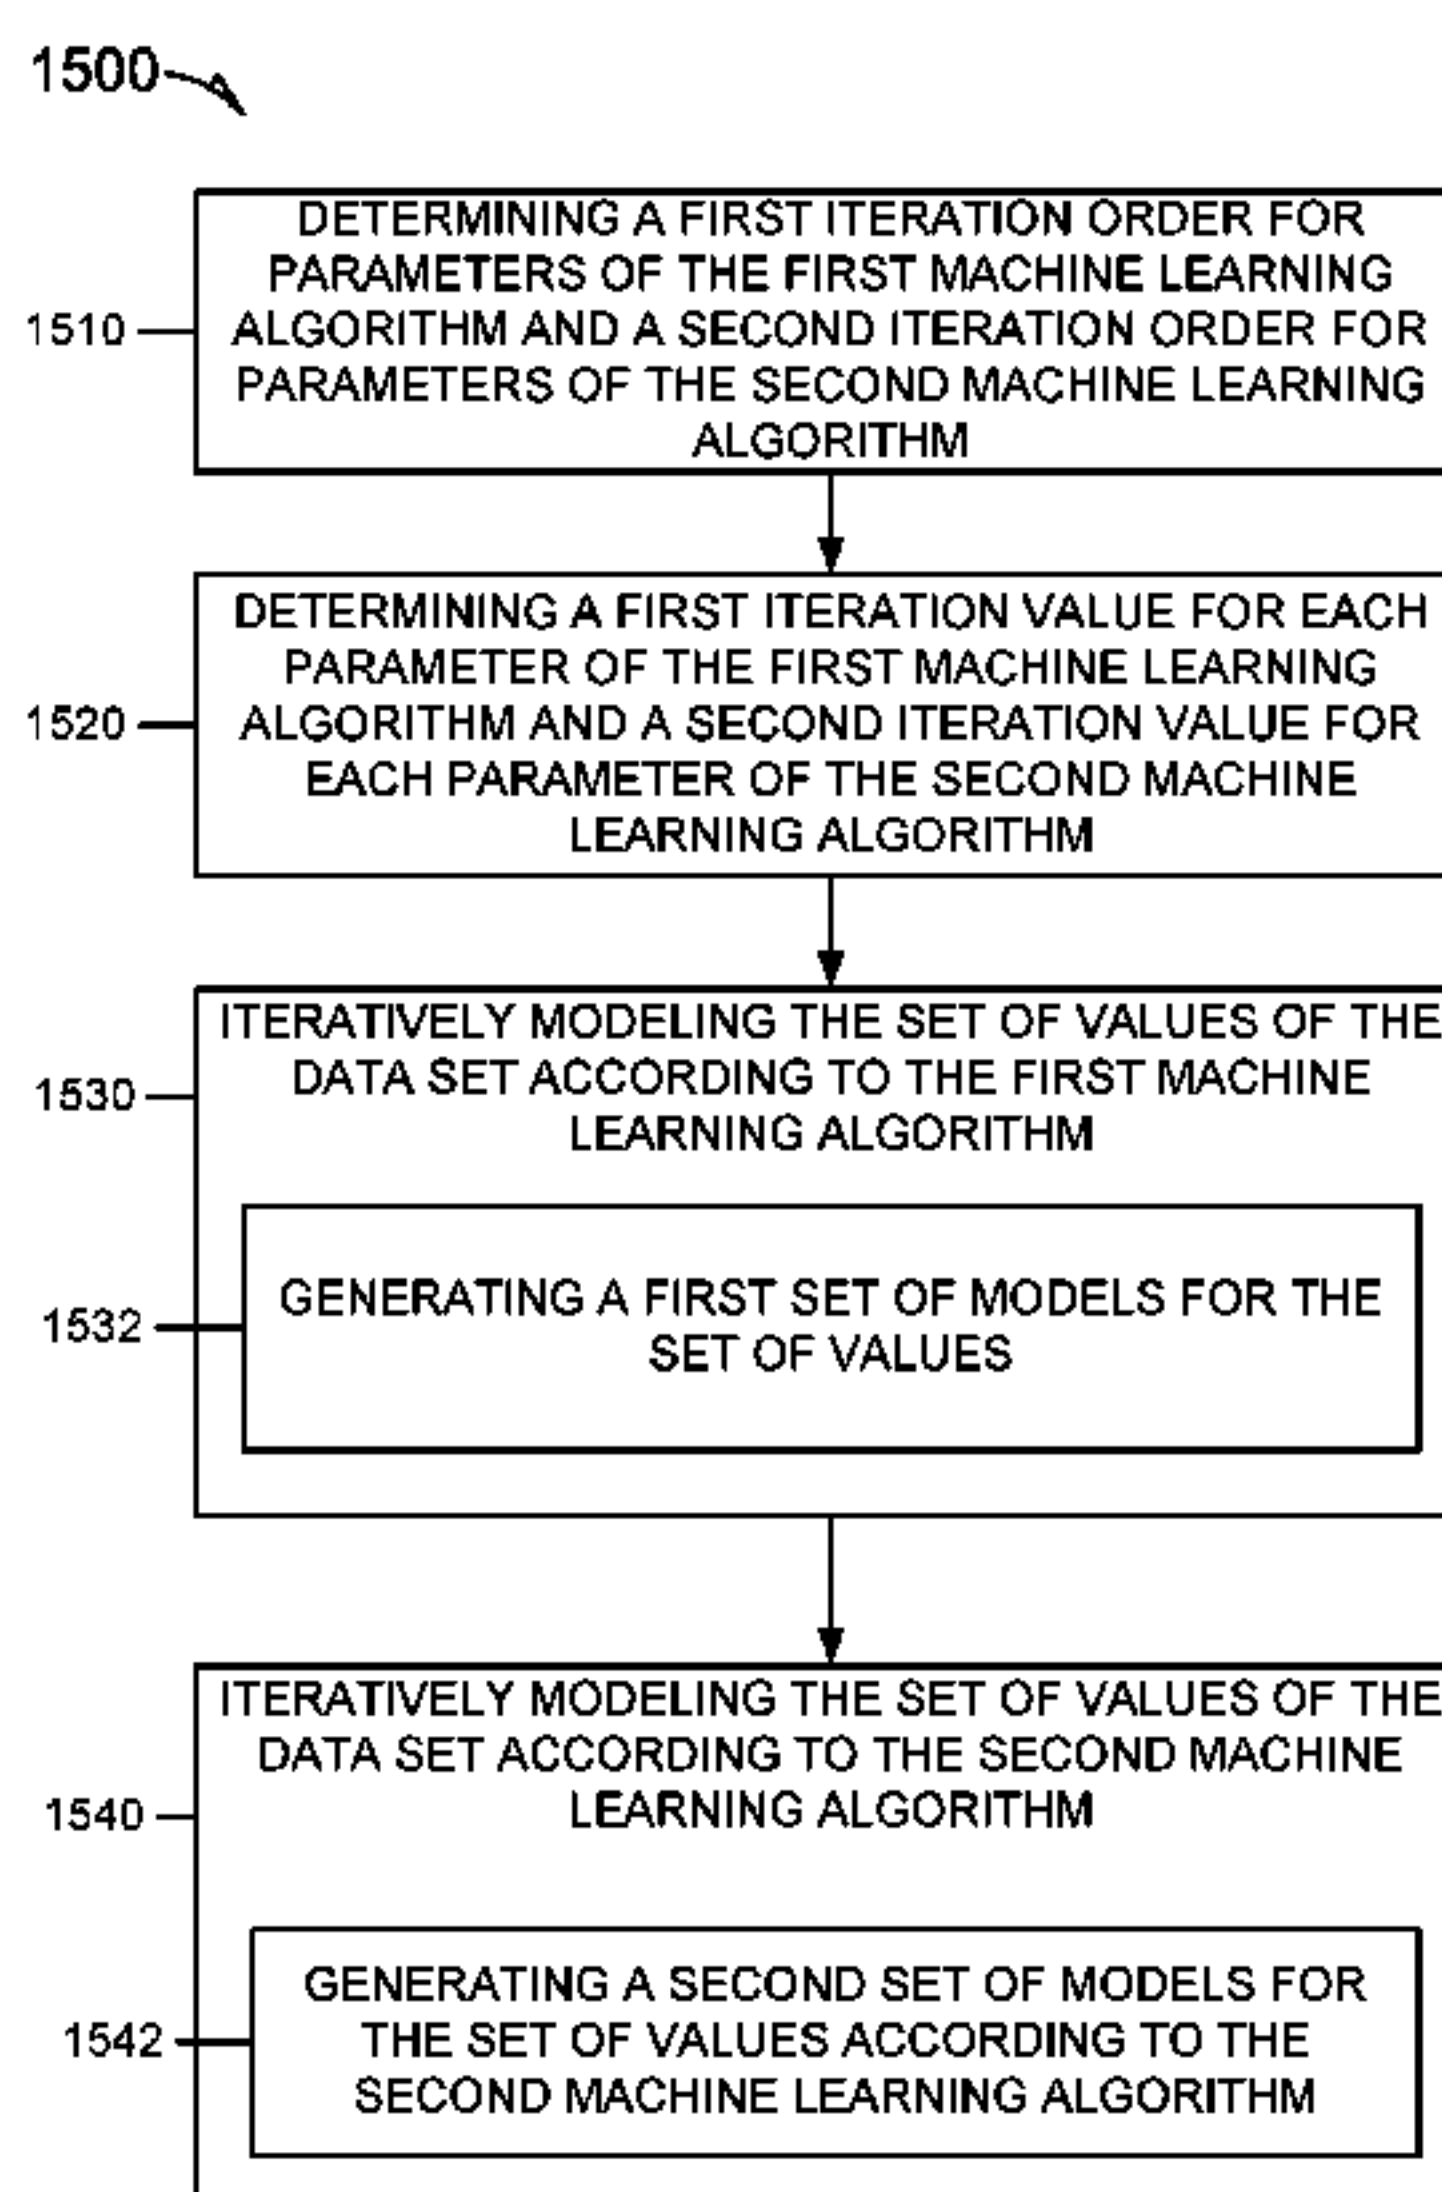 1500
DETERMINING A FIRST ITERATION ORDER FOR
PARAMETERS OF THE FIRST MACHINE LEARNING
1510
ALGORITHM AND A SECOND ITERATION ORDER FOR
PARAMETERS OF THE SECOND MACHINE LEARNING
ALGORITHM
DETERMINING A FIRST ITERATION VALUE FOR EACH
PARAMETER OF THE FIRST MACHINE LEARNING
1520
ALGORITHM AND A SECOND ITERATION VALUE FOR
EACH PARAMETER OF THE SECOND MACHINE
LEARNING ALGORITHM
ITERATIVELY MODELING THE SET OF VALUES OF THE
1530
DATA SET ACCORDING TO THE FIRST MACHINE
LEARNING ALGORITHM
1532
GENERATING A FIRST SET OF MODELS FOR THE
SET OF VALUES
ITERATIVELY MODELING THE SET OF VALUES OF THE
DATA SET ACCORDING TO THE SECOND MACHINE
1540
LEARNING ALGORITHM
GENERATING A SECOND SET OF MODELS FOR
1542
THE SET OF VALUES ACCORDING TO THE
SECOND MACHINE LEARNING ALGORITHM